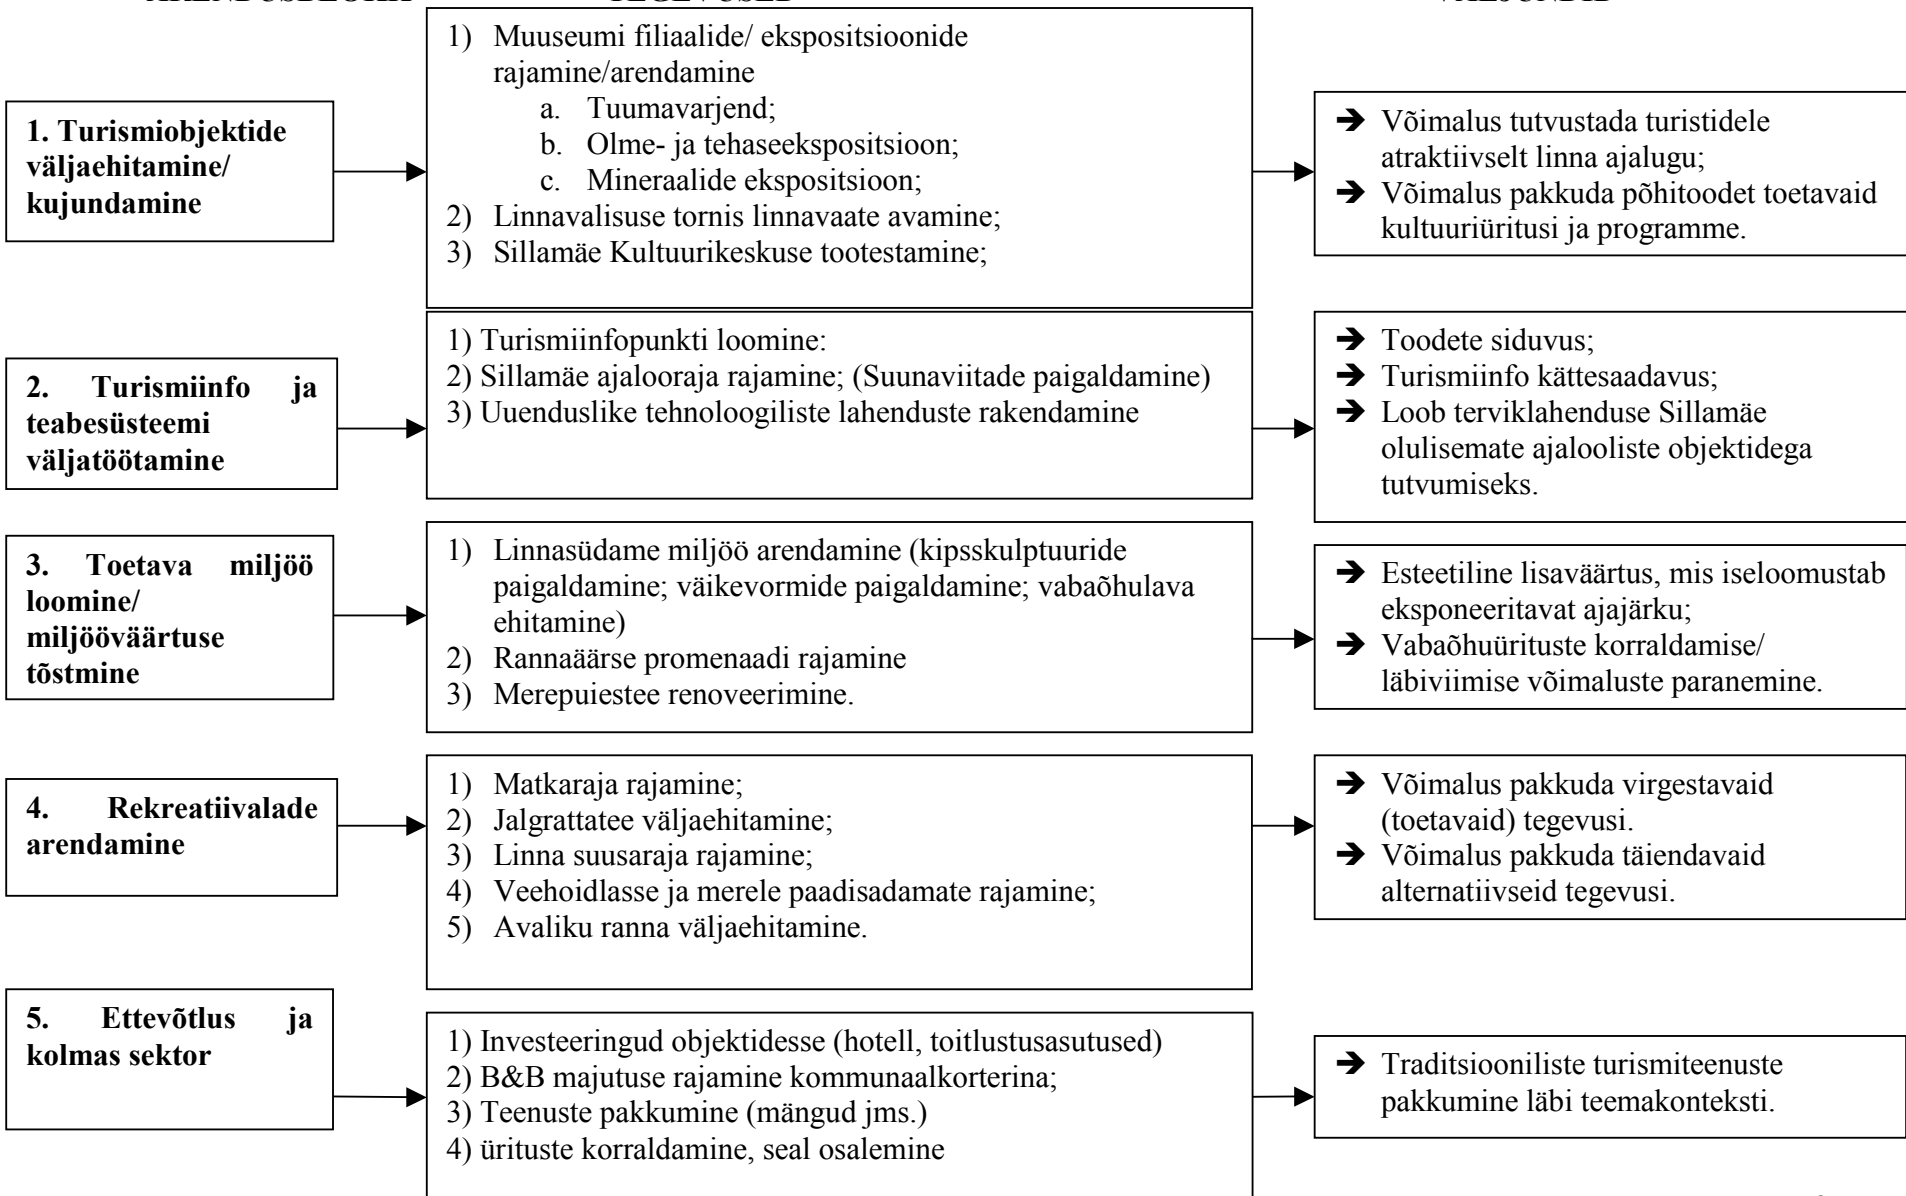 1. Turismiobjektide
väljaehitamine/
kujundamine
1) Muuseumi filiaalide/ ekspositsioonide
rajamine/arendamine
a. Tuumavarjend;
b. Olme- ja tehaseekspositsioon;
c. Mineraalide ekspositsioon;
2) Linnavalisuse tornis linnavaate avamine;
3) Sillamäe Kultuurikeskuse tootestamine;
➔ Võimalus tutvustada turistidele
atraktiivselt linna ajalugu;
➔ Võimalus pakkuda põhitoodet toetavaid
kultuuriüritusi ja programme.
2. Turismiinfo ja
teabesüsteemi
väljatöötamine
1) Turismiinfopunkti loomine:
2) Sillamäe ajalooraja rajamine; (Suunaviitade paigaldamine)
3) Uuenduslike tehnoloogiliste lahenduste rakendamine
➔ Toodete siduvus;
➔ Turismiinfo kättesaadavus;
➔ Loob terviklahenduse Sillamäe
olulisemate ajalooliste objektidega
tutvumiseks.
3. Toetava miljöö
loomine/
miljööväärtuse
tõstmine
1) Linnasüdame miljöö arendamine (kipsskulptuuride
paigaldamine; väikevormide paigaldamine; vabaõhulava
ehitamine)
2) Rannaäärse promenaadi rajamine
3) Merepuiestee renoveerimine.
➔ Esteetiline lisaväärtus, mis iseloomustab
eksponeeritavat ajajärku;
➔ Vabaõhuürituste korraldamise/
läbiviimise võimaluste paranemine.
4. Rekreatiivalade
arendamine
1) Matkaraja rajamine;
2) Jalgrattatee väljaehitamine;
3) Linna suusaraja rajamine;
4) Veehoidlasse ja merele paadisadamate rajamine;
5) Avaliku ranna väljaehitamine.
➔ Võimalus pakkuda virgestavaid
(toetavaid) tegevusi.
➔ Võimalus pakkuda täiendavaid
alternatiivseid tegevusi.
5. Ettevõtlus ja
kolmas sektor
1) Investeeringud objektidesse (hotell, toitlustusasutused)
2) B&B majutuse rajamine kommunaalkorterina;
3) Teenuste pakkumine (mängud jms.)
4) ürituste korraldamine, seal osalemine
➔ Traditsiooniliste turismiteenuste
pakkumine läbi teemakonteksti.